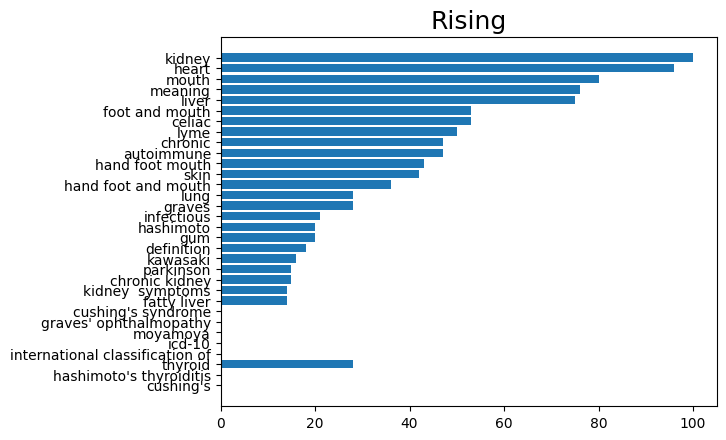 Rising
kidney
heart
mouth
meaning
liver
foot and mouth
celiac
lyme
chronic
autoimmune
hand foot mouth
skin
hand foot and mouth
lung
graves
infectious
hashimoto
gum
definition
kawasaki
parkinson
chronic kidney
kidney  symptoms
fatty liver
cushing's syndrome
graves' ophthalmopathy
moyamoya
icd-10
international classification of
thyroid
hashimoto's thyroiditis
cushing's
0 20 40 60 80 100